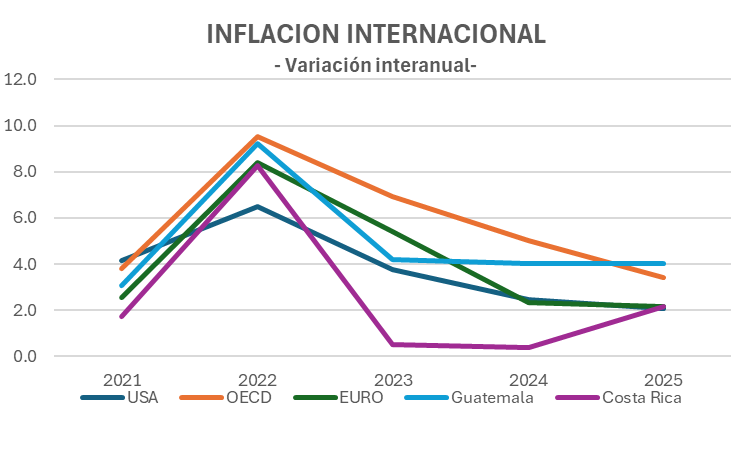 INFLACION INTERNACIONAL
- Variación interanual-
12.0
10.0
8.0
6.0
4.0
2.0
0.0
2021 2022 2023 2024 2025
USA OECD EURO Guatemala Costa Rica